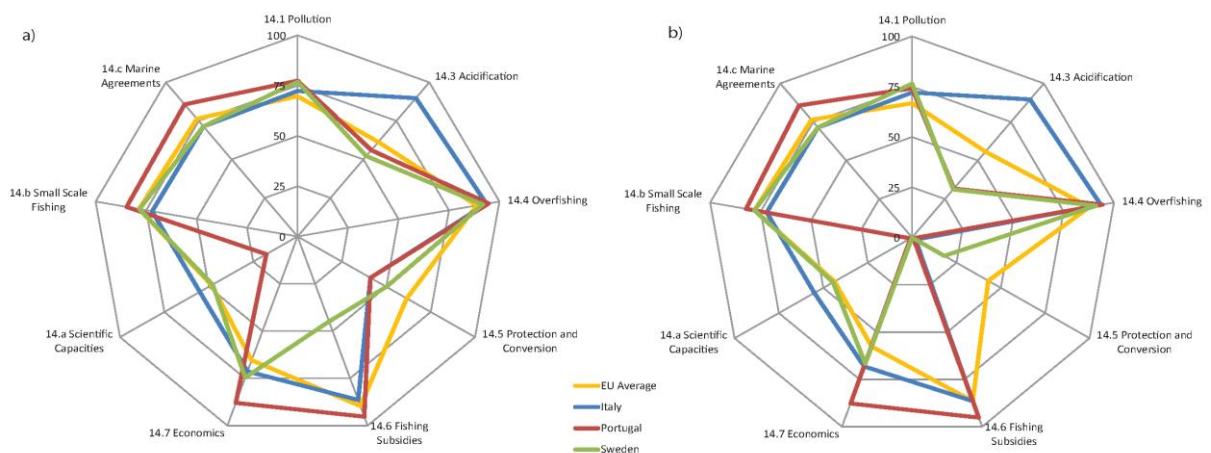 a)
14.1 Pollution
100
75
50
25
0
14.3 Acidification
14.4 Overfishing
14.5 Protection and
Conversion
14.6 Fishing
Subsidies
14.7 Economics
14.a Scientific
Capacities
14.b Small Scale
Fishing
14.c Marine
Agreements
EU Average
Italy
Portugal
Sweden
b)
14.1 Pollution
100
75
50
25
0
14.3 Acidification
14.4 Overfishing
14.5 Protection and
Conversion
14.6 Fishing
Subsidies
14.7 Economics
14.a Scientific
Capacities
14.b Small Scale
Fishing
14.c Marine
Agreements